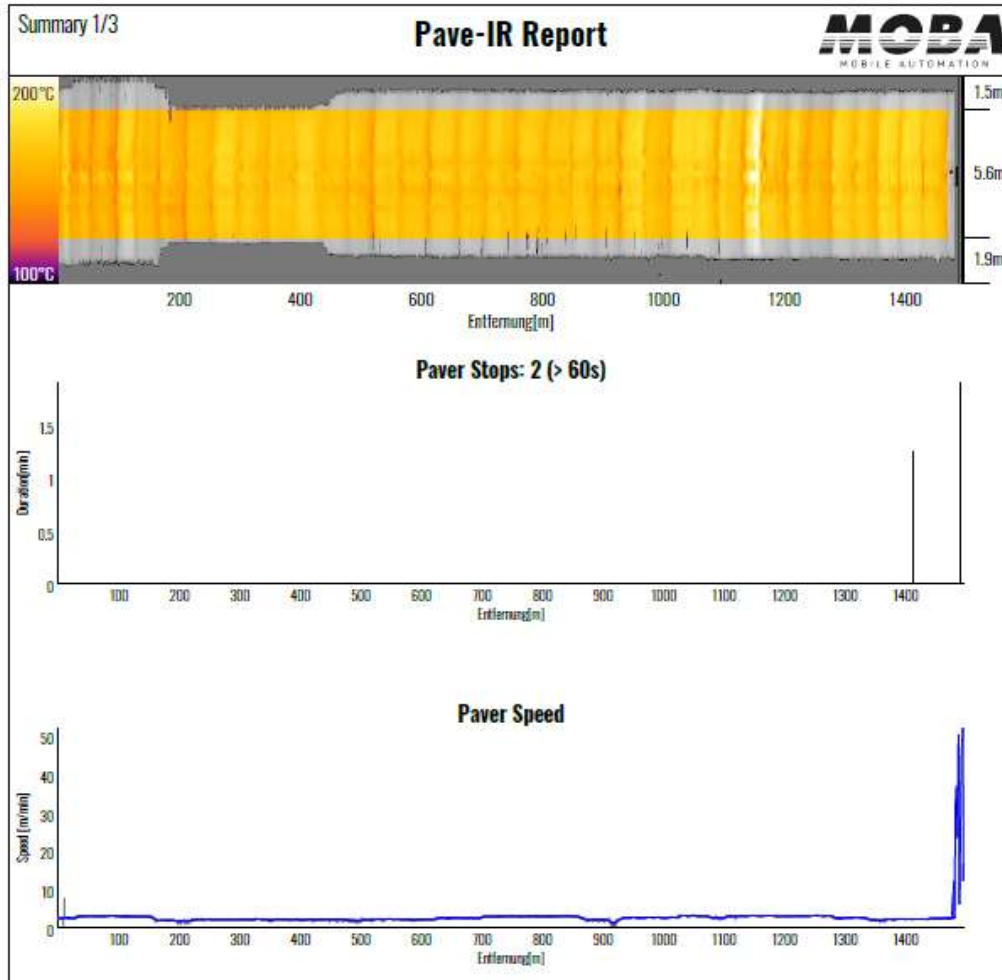 Summary 1/3
Pave-IR Report
MOBA
MOBILE AUTOMATION
200°C
100°C
1.5m
5.6m
1.9m
200 400 600 800 1000 1200 1400
Entfernung[m]
Paver Stops: 2 (> 60s)
Duration[min]
1.5
1
0.5
0
100 200 300 400 500 600 700 800 900 1000 1100 1200 1300 1400
Entfernung[m]
Paver Speed
Speed [m/min]
50
40
30
20
10
0
100 200 300 400 500 600 700 800 900 1000 1100 1200 1300 1400
Entfernung[m]